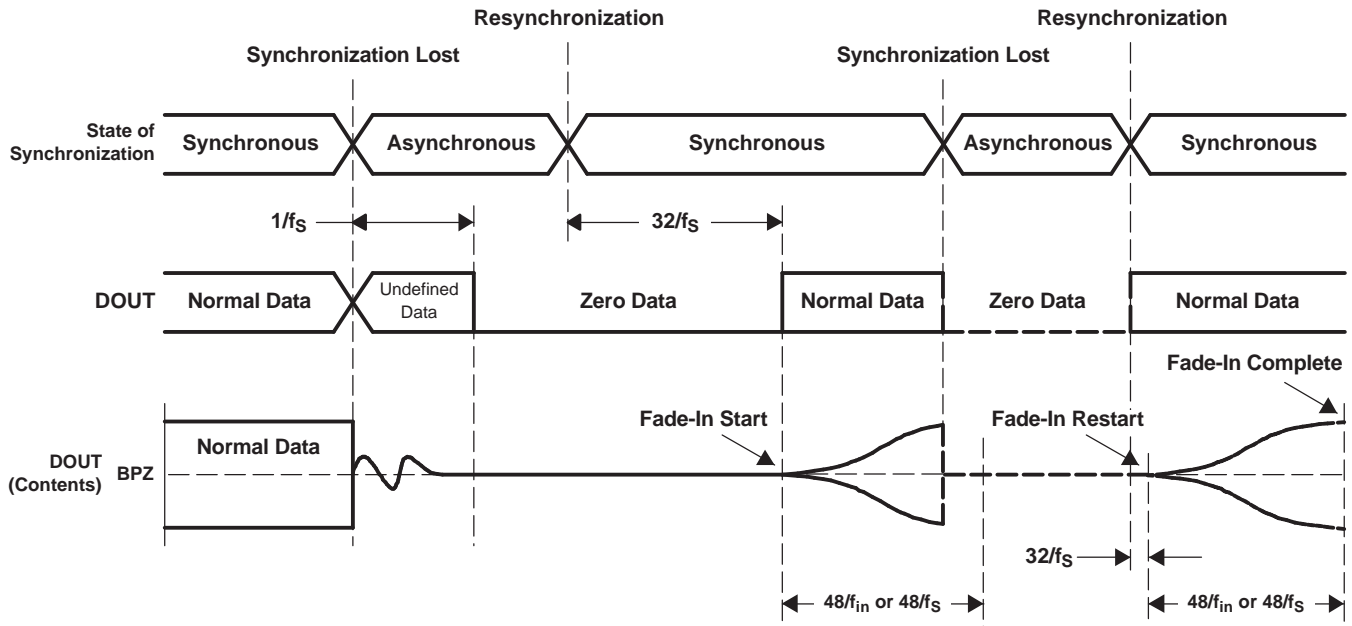 Resynchronization
Resynchronization
Synchronization Lost
Synchronization Lost
State of
Synchronization
Synchronous
Asynchronous
Synchronous
Asynchronous
Synchronous
1/fS
32/fS
DOUT
Normal Data
Undefined
Data
Zero Data
Normal Data
Zero Data
Normal Data
Fade-In Complete
Fade-In Start
Fade-In Restart
DOUT
(Contents)
BPZ
Normal Data
32/fS
48/fin or 48/fS
48/fin or 48/fS